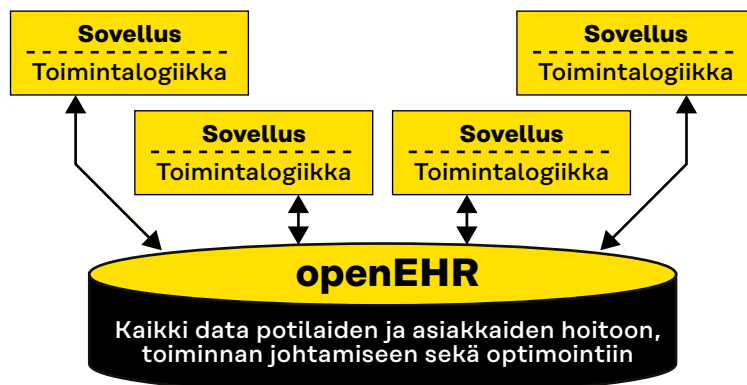 Sovellus
Toimintalogiikka
Sovellus
Toimintalogiikka
Sovellus
Toimintalogiikka
Sovellus
Toimintalogiikka
openEHR
Kaikki data potilaiden ja asiakkaiden hoitoon,
toiminnan johtamiseen sekä optimointiin